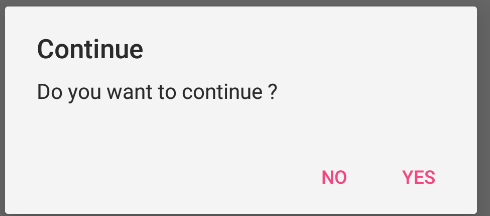 Continue
Do you want to continue ?
NO YES